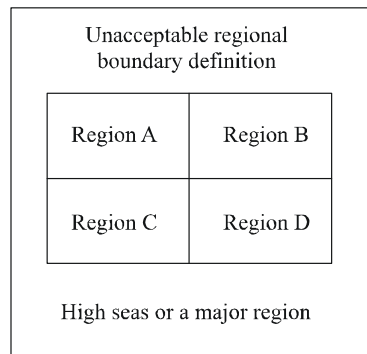 Unacceptable regional
boundary definition
Region A
Region B
Region C
Region D
High seas or a major region